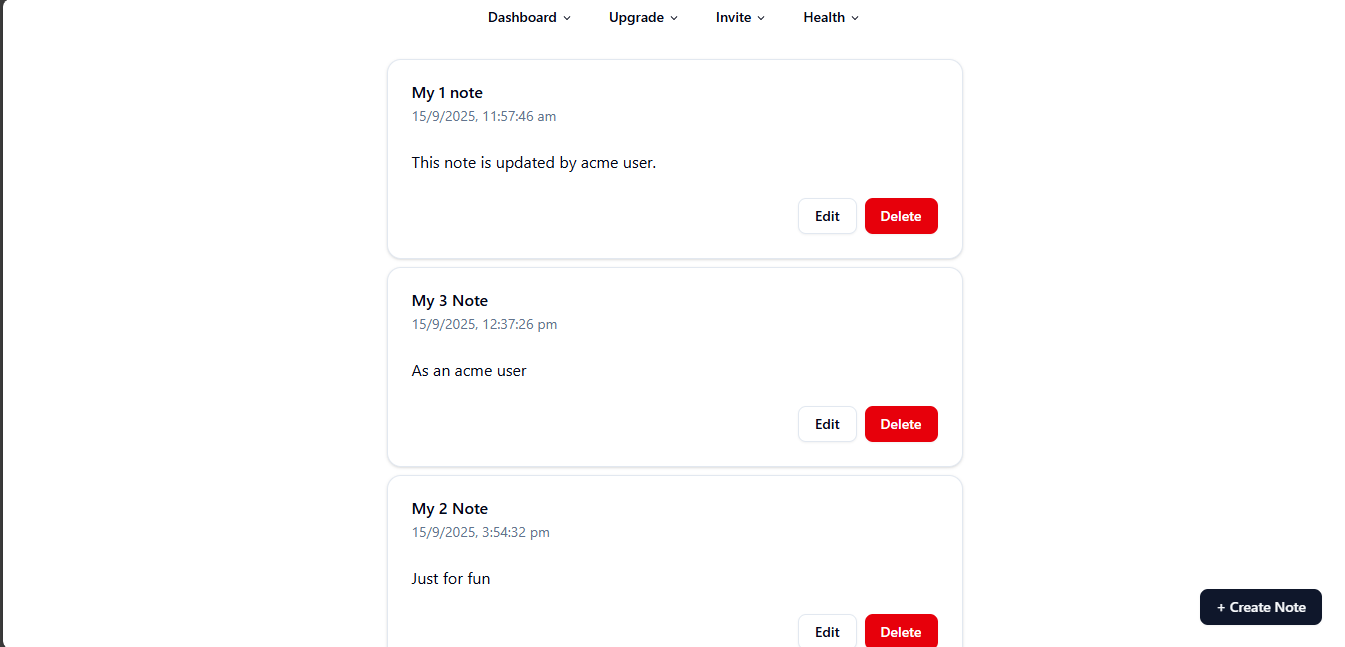 Dashboard Upgrade Invite Health
My 1 note
15/9/2025, 11:57:46 am
This note is updated by acme user.
Edit Delete
My 3 Note
15/9/2025, 12:37:26 pm
As an acme user
Edit Delete
My 2 Note
15/9/2025, 3:54:32 pm
Just for fun
Edit Delete
+ Create Note